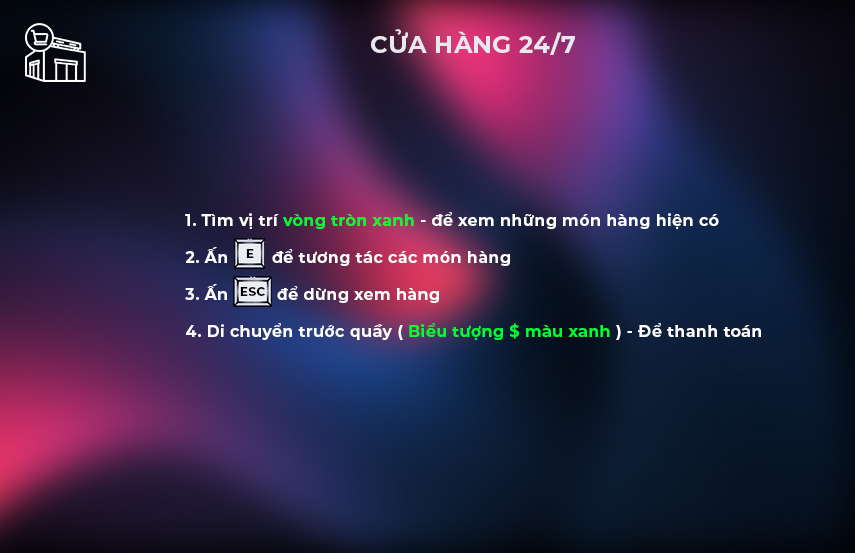 CỬA HÀNG 24/7
1. Tìm vị trí vòng tròn xanh - để xem những món hàng hiện có
2. Ấn E để tương tác các món hàng
3. Ấn ESC để dừng xem hàng
4. Di chuyển trước quầy ( Biểu tượng $ màu xanh ) - Để thanh toán